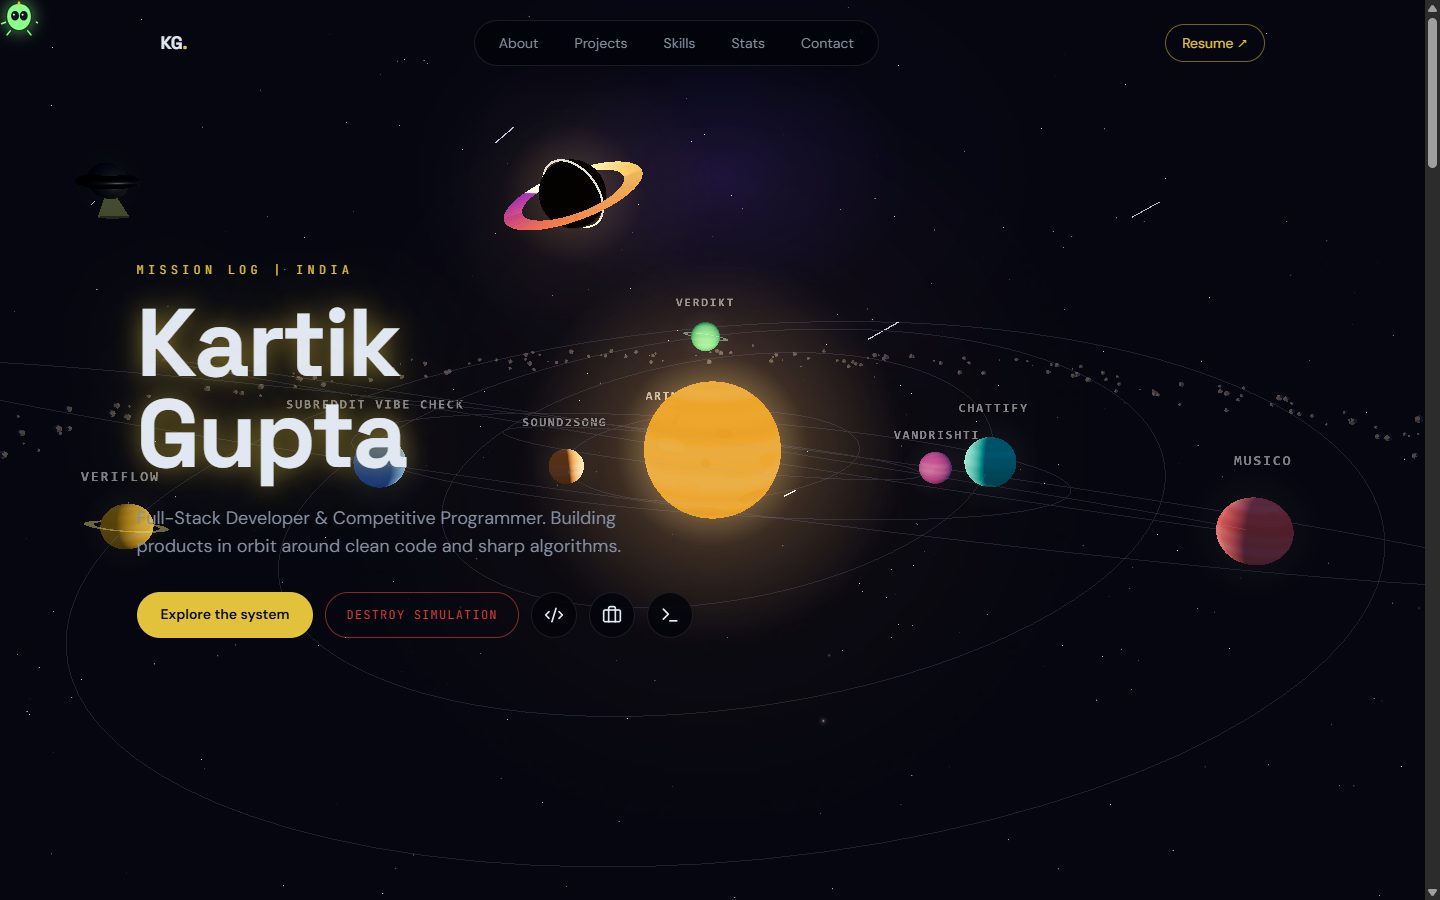 KG.
About
Projects
Skills
Stats
Contact
Resume ↗
MISSION LOG | INDIA
VERDIKT
Kartik
Gupta
SUBREDDIT VIBE CHECK
SOUND2SONG
CHATTIFY
VANDRISHTI
MUSICO
VERIFLOW
Full-Stack Developer & Competitive Programmer. Building
products in orbit around clean code and sharp algorithms.
Explore the system
DESTROY SIMULATION